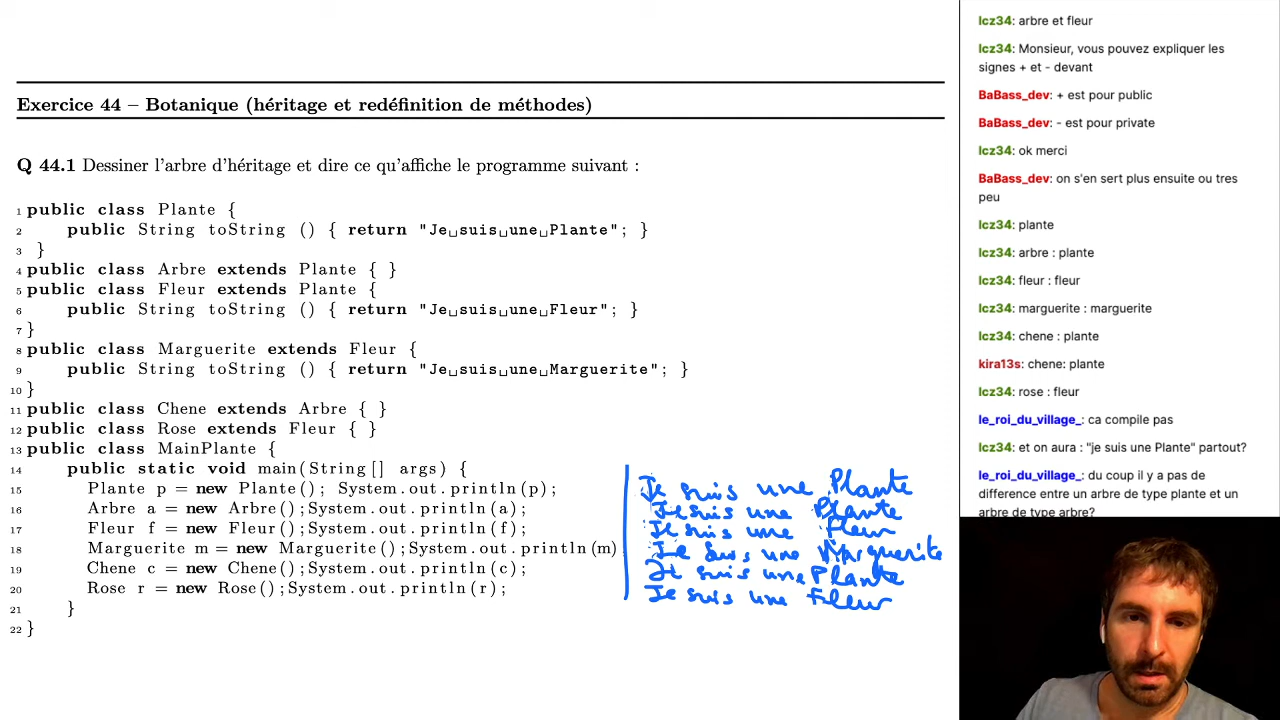 Exercice 44 – Botanique (héritage et redéfinition de méthodes)
Q 44.1 Dessiner l'arbre d'héritage et dire ce qu'affiche le programme suivant :
1 public class Plante {
2 public String toString () { return "Je␣suis␣une␣Plante"; }
3 }
4 public class Arbre extends Plante { }
5 public class Fleur extends Plante {
6 public String toString () { return "Je␣suis␣une␣Fleur"; }
7 }
8 public class Marguerite extends Fleur {
9 public String toString () { return "Je␣suis␣une␣Marguerite"; }
10 }
11 public class Chene extends Arbre { }
12 public class Rose extends Fleur { }
13 public class MainPlante {
14 public static void main(String[] args) {
15 Plante p = new Plante(); System.out.println(p);
16 Arbre a = new Arbre();System.out.println(a);
17 Fleur f = new Fleur();System.out.println(f);
18 Marguerite m = new Marguerite();System.out.println(m)
19 Chene c = new Chene();System.out.println(c);
20 Rose r = new Rose();System.out.println(r);
21 }
22 }
Je suis une Plante
Je suis une Plante
Je suis une Fleur
Je suis une Marguerite
Je suis une Plante
Je suis une Fleur
lcz34: arbre et fleur
lcz34: Monsieur, vous pouvez expliquer les
signes + et - devant
BaBass_dev: + est pour public
BaBass_dev: - est pour private
lcz34: ok merci
BaBass_dev: on s'en sert plus ensuite ou tres
peu
lcz34: plante
lcz34: arbre : plante
lcz34: fleur : fleur
lcz34: marguerite : marguerite
lcz34: chene : plante
kira13s: chene: plante
lcz34: rose : fleur
le_roi_du_village_: ca compile pas
lcz34: et on aura : "je suis une Plante" partout?
le_roi_du_village_: du coup il y a pas de
difference entre un arbre de type plante et un
arbre de type arbre?